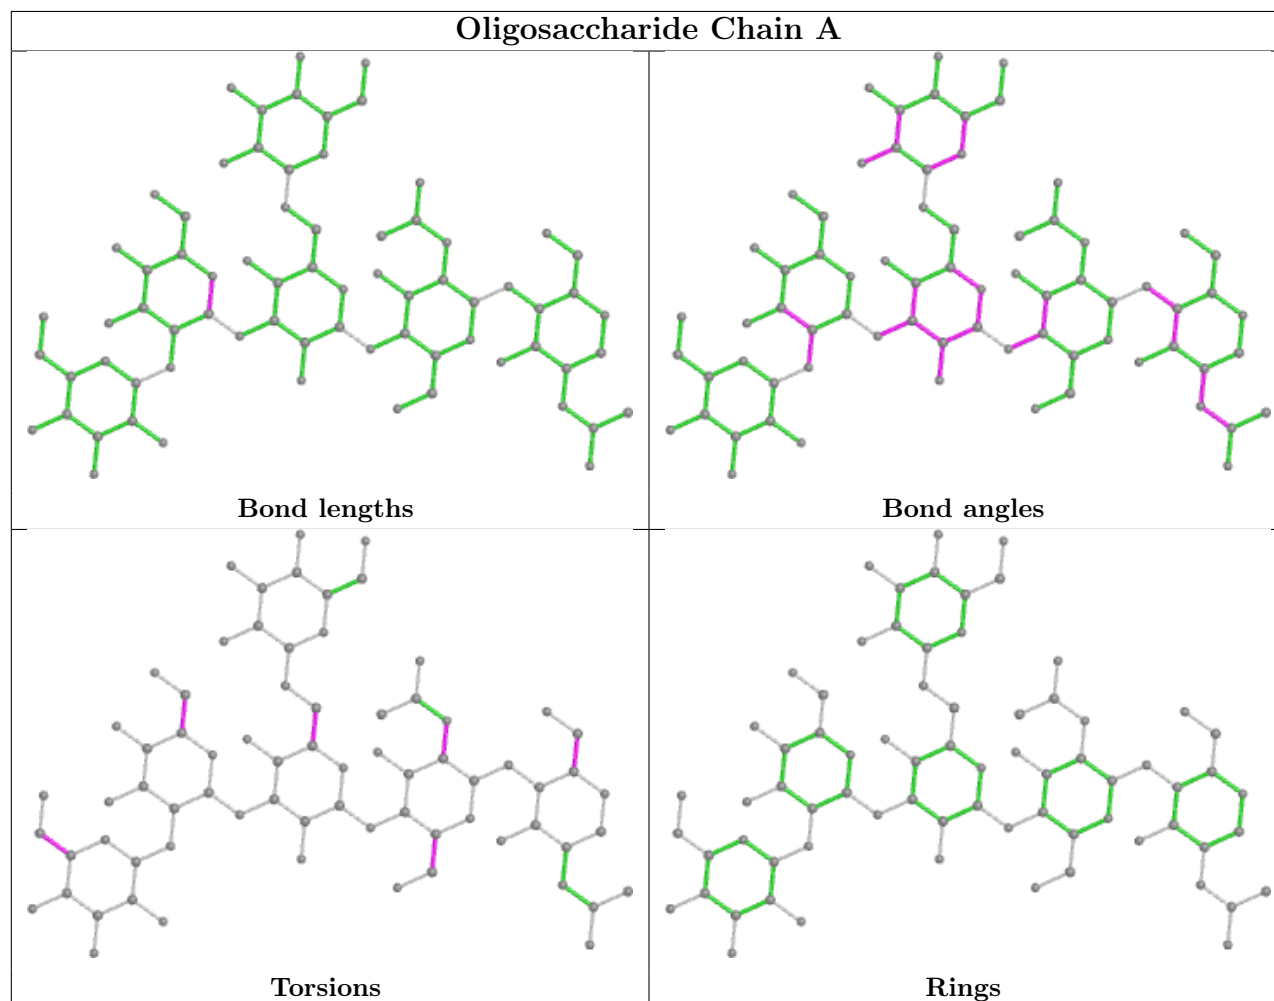 Oligosaccharide Chain A
Bond lengths
Bond angles
Torsions
Rings